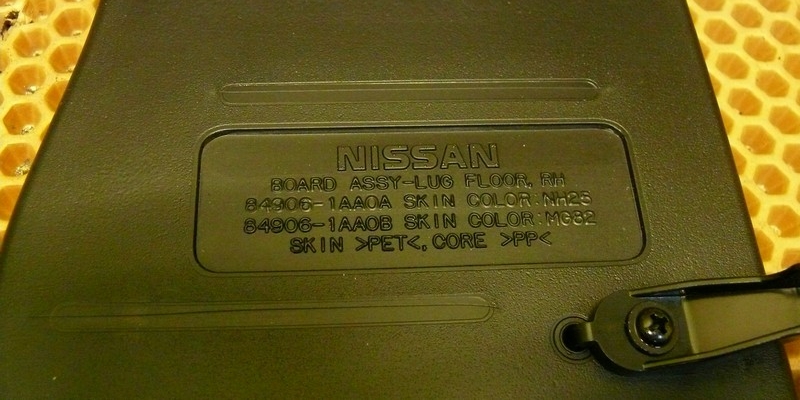 NISSAN
BOARD ASSY-LUG FLOOR, RH
84906-1AA0A SKIN COLOR:NH25
84906-1AA0B SKIN COLOR:MG32
SKIN >PET<, CORE >PP<